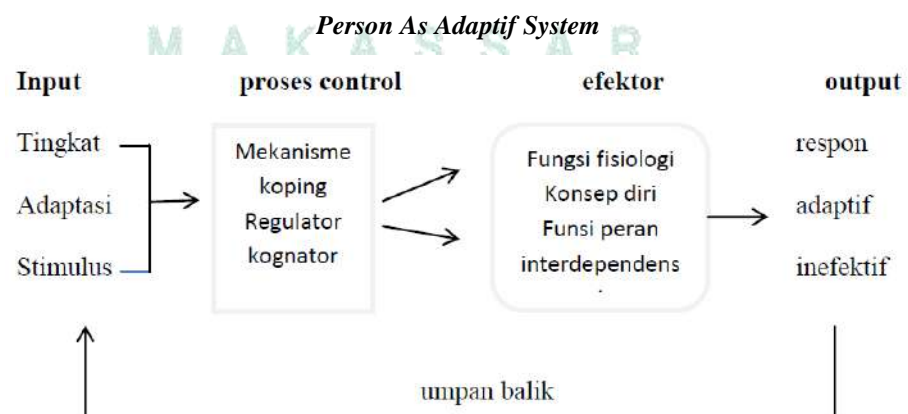 Person As Adaptif System
M A K A S S A R
Input
proses control
efektor
output
Tingkat
Adaptasi
Stimulus
Mekanisme
koping
Regulator
kognator
Fungsi fisiologi
Konsep diri
Funsi peran
interdependens
respon
adaptif
inefektif
umpan balik